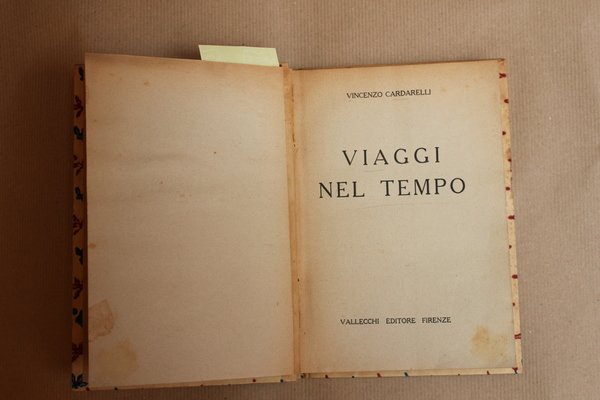 VINCENZO CARDARELLI
VIAGGI
NEL TEMPO
VALLECCHI EDITORE FIRENZE